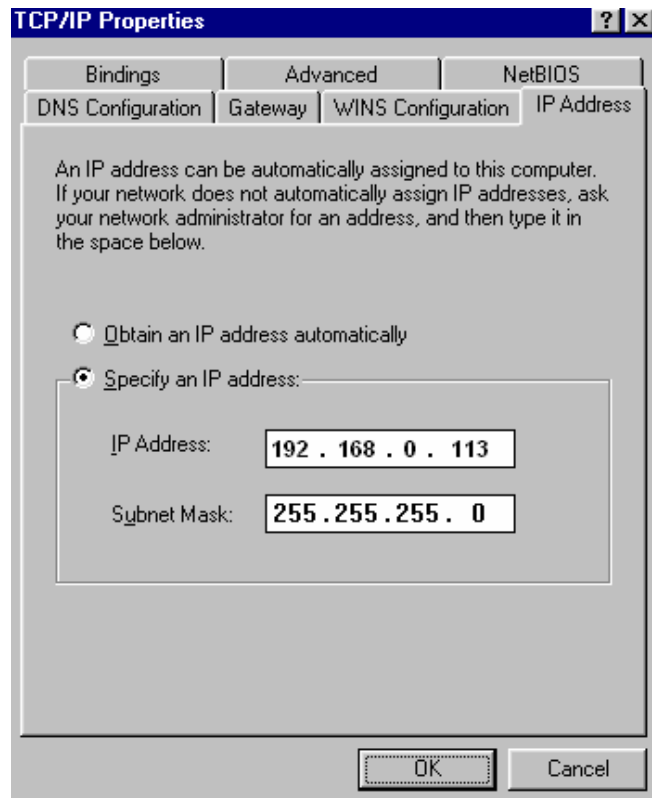 TCP/IP Properties
? ×
Bindings Advanced NetBIOS
DNS Configuration Gateway WINS Configuration IP Address
An IP address can be automatically assigned to this computer.
If your network does not automatically assign IP addresses, ask
your network administrator for an address, and then type it in
the space below.
Obtain an IP address automatically
Specify an IP address:
IP Address: 192 . 168 . 0 . 113
Subnet Mask: 255 . 255 . 255 . 0
OK Cancel